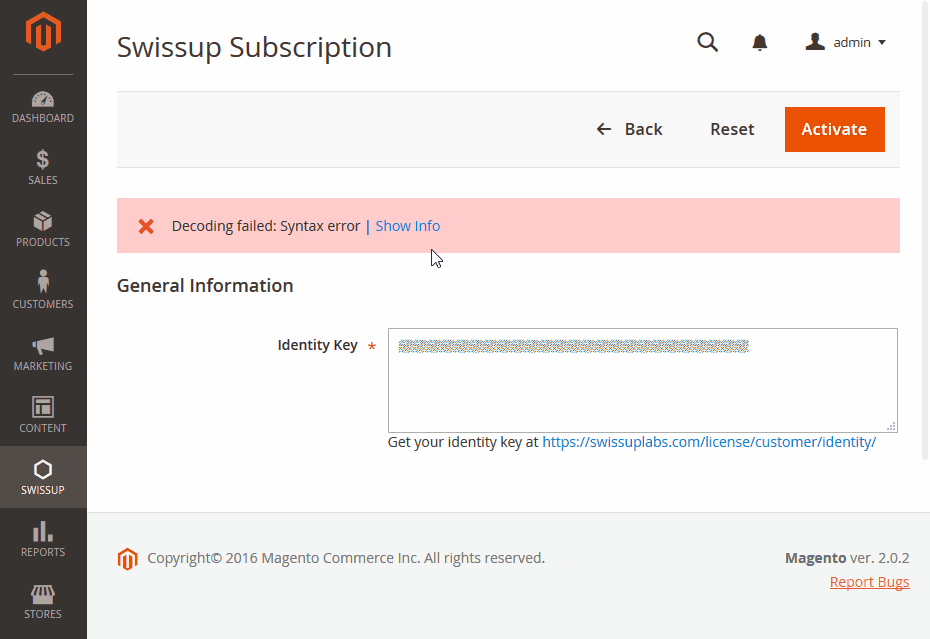 Swissup Subscription
admin
Back
Reset
Activate
Decoding failed: Syntax error | Show Info
General Information
Identity Key *
Get your identity key at https://swissuplabs.com/license/customer/identity/
DASHBOARD
$
SALES
PRODUCTS
CUSTOMERS
MARKETING
CONTENT
SWISSUP
REPORTS
STORES
Copyright© 2016 Magento Commerce Inc. All rights reserved.
Magento ver. 2.0.2
Report Bugs